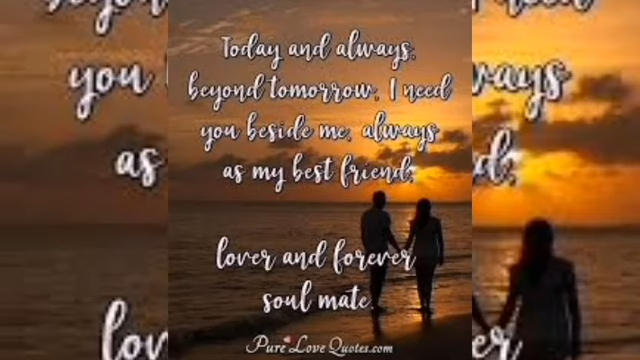 Today and always,
beyond tomorrow, I need
you beside me, always
as my best friend,
lover and forever
soul mate.
PureLoveQuotes.com